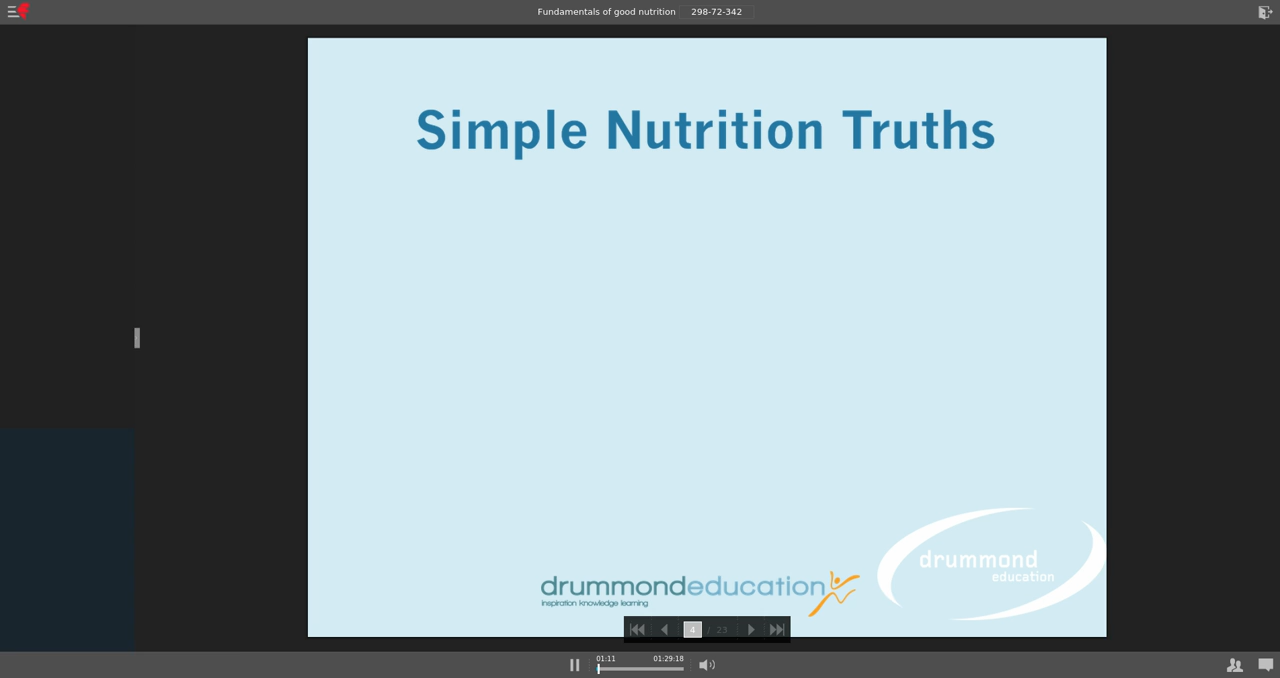 Fundamentals of good nutrition 298-72-342
Simple Nutrition Truths
drummond
education
drummondeducation
inspiration knowledge learning
4 / 23
01:11 01:29:18